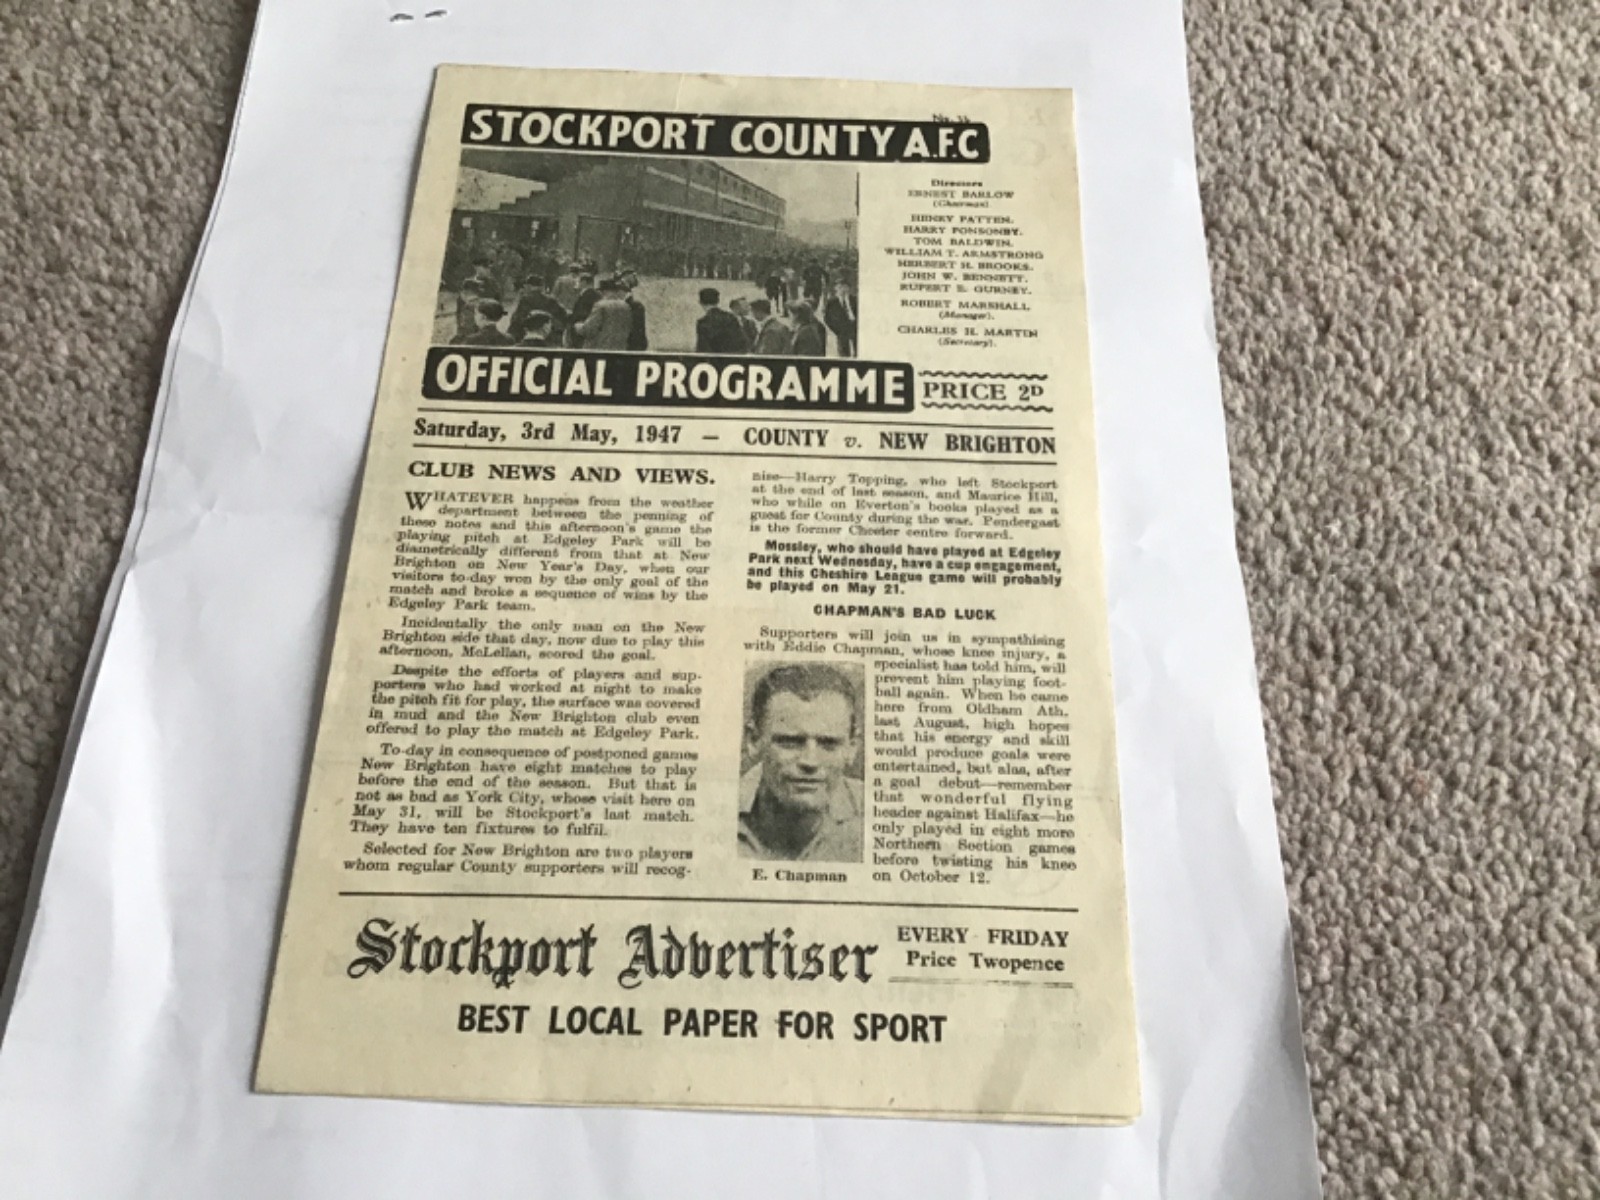 STOCKPORT COUNTY A.F.C
Directors
ERNEST BARLOW
(Chairman)
HENRY PATTEN.
HARRY PONSONBY.
TOM BALDWIN.
WILLIAM T. ARMSTRONG
HERBERT H. BROOKS.
JOHN W. BENNETT.
RUPERT E. GURNEY.
ROBERT MARSHALL
(Manager).
CHARLES H. MARTIN
(Secretary).
OFFICIAL PROGRAMME
PRICE 2D
Saturday, 3rd May, 1947 — COUNTY v. NEW BRIGHTON
CLUB NEWS AND VIEWS.
WHATEVER happens from the weather
department between the penning of
these notes and this afternoon's game the
playing pitch at Edgeley Park will be
diametrically different from that at New
Brighton on New Year's Day, when our
visitors to-day won by the only goal of the
match and broke a sequence of wins by the
Edgeley Park team.
Incidentally the only man on the New
Brighton side that day, now due to play this
afternoon, McLellan, scored the goal.
Despite the efforts of players and sup-
porters who had worked at night to make
the pitch fit for play, the surface was covered
in mud and the New Brighton club even
offered to play the match at Edgeley Park.
To-day in consequence of postponed games
New Brighton have eight matches to play
before the end of the season. But that is
not as bad as York City, whose visit here on
May 31, will be Stockport's last match.
They have ten fixtures to fulfil.
Selected for New Brighton are two players
whom regular County supporters will recog-
nise—Harry Topping, who left Stockport
at the end of last season, and Maurice Hill,
who while on Everton's books played as a
guest for County during the war. Pendergast
is the former Chester centre forward.
Mossley, who should have played at Edgeley
Park next Wednesday, have a cup engagement,
and this Cheshire League game will probably
be played on May 21.
CHAPMAN'S BAD LUCK
Supporters will join us in sympathising
with Eddie Chapman, whose knee injury, a
specialist has told him, will
prevent him playing foot-
ball again. When he came
here from Oldham Ath.
last August, high hopes
that his energy and skill
would produce goals were
entertained, but alas, after
a goal debut—remember
that wonderful flying
header against Halifax—he
only played in eight more
Northern Section games
before twisting his knee
on October 12.
E. Chapman
Stockport Advertiser
EVERY FRIDAY
Price Twopence
BEST LOCAL PAPER FOR SPORT